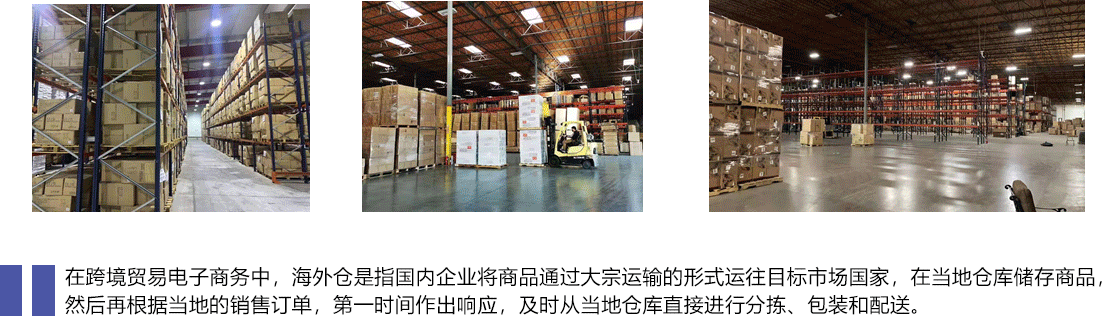 在跨境贸易电子商务中，海外仓是指国内企业将商品通过大宗运输的形式运往目标市场国家，在当地仓库储存商品，
然后再根据当地的销售订单，第一时间作出响应，及时从当地仓库直接进行分拣、包装和配送。